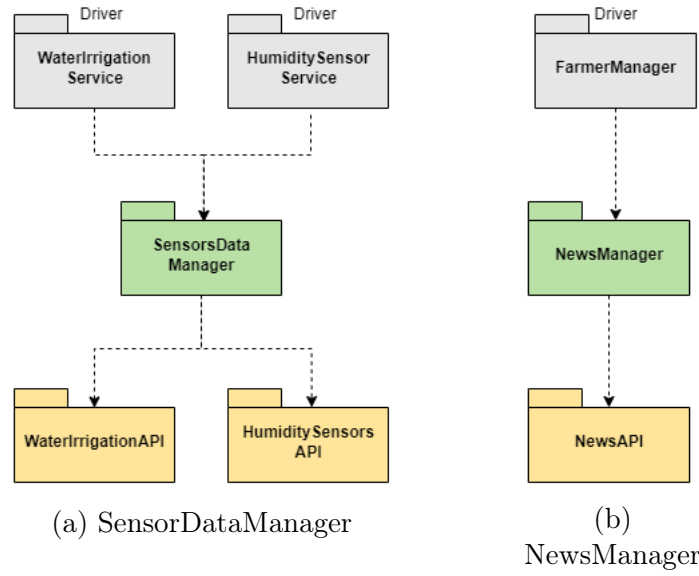 Driver
WaterIrrigation
Service
Driver
HumiditySensor
Service
SensorsData
Manager
WaterIrrigationAPI
HumiditySensors
API
(a) SensorDataManager
Driver
FarmerManager
NewsManager
NewsAPI
(b)
NewsManager